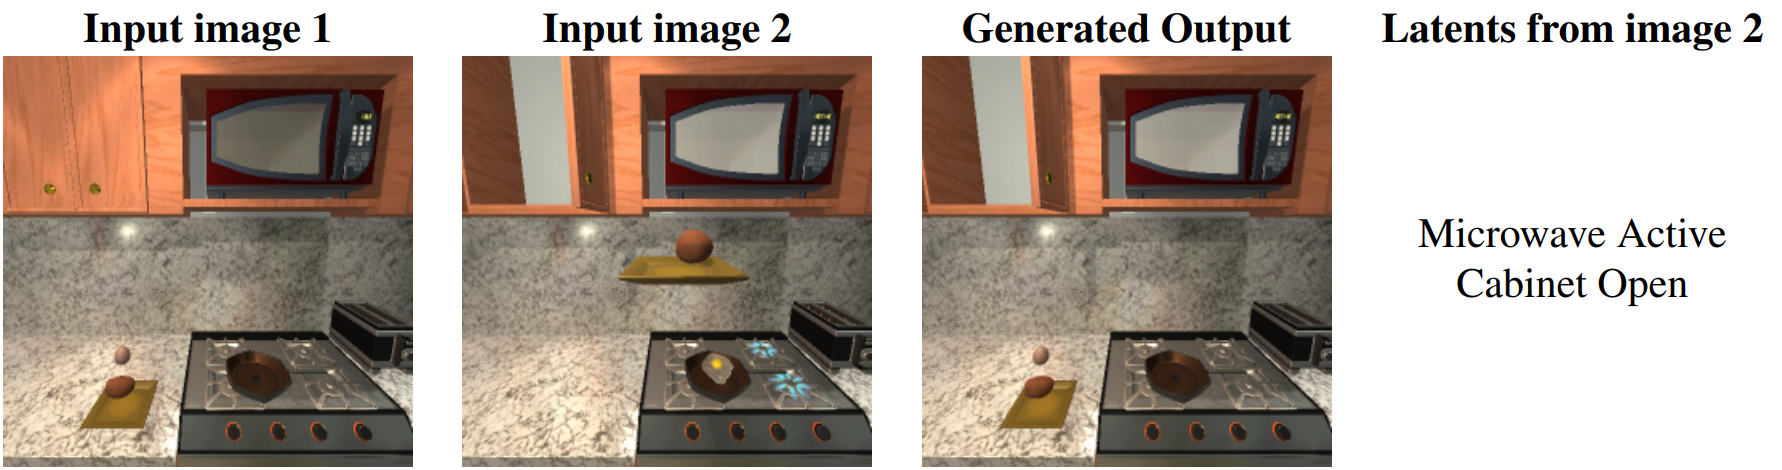 Input image 1
Input image 2
Generated Output
Latents from image 2
Microwave Active
Cabinet Open